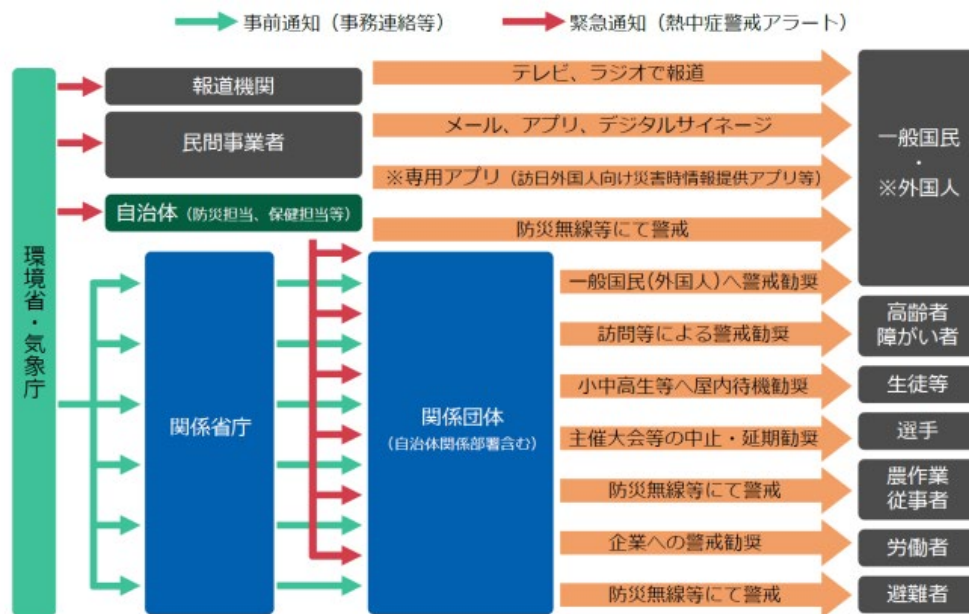 事前通知（事務連絡等）
緊急通知（熱中症警戒アラート）
環境省・気象庁
報道機関
テレビ、ラジオで報道
民間事業者
メール、アプリ、デジタルサイネージ
※専用アプリ（訪日外国人向け災害時情報提供アプリ等）
自治体（防災担当、保健担当等）
防災無線等にて警戒
一般国民
・
※外国人
関係省庁
関係団体
（自治体関係部署含む）
一般国民(外国人)へ警戒勧奨
訪問等による警戒勧奨
高齢者
障がい者
小中高生等へ屋内待機勧奨
生徒等
主催大会等の中止・延期勧奨
選手
防災無線等にて警戒
農作業
従事者
企業への警戒勧奨
労働者
防災無線等にて警戒
避難者